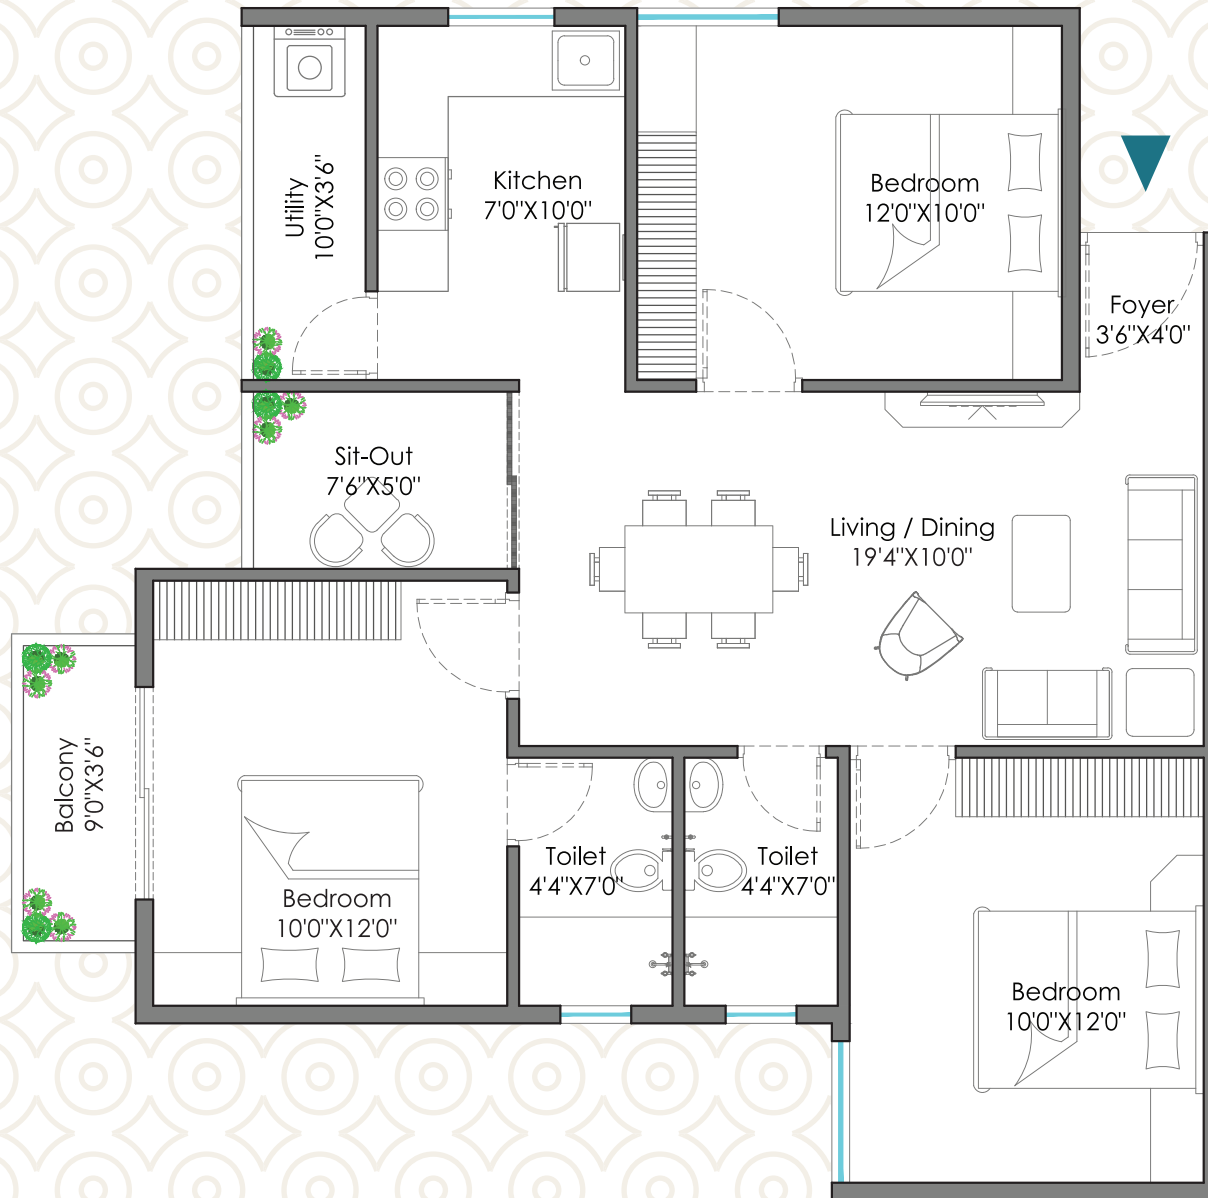 Kitchen
7'0"X10'0"
Bedroom
12'0"X10'0"
Utility
10'0"X3'6"
Foyer
3'6"X4'0"
Sit-Out
7'6"X5'0"
Living / Dining
19'4"X10'0"
Balcony
9'0"X3'6"
Bedroom
10'0"X12'0"
Toilet
4'4"X7'0"
Toilet
4'4"X7'0"
Bedroom
10'0"X12'0"